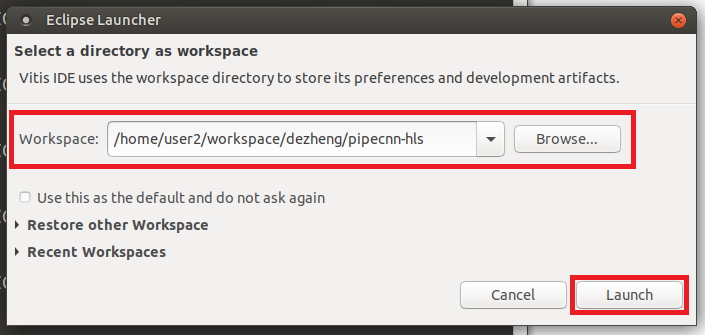 Eclipse Launcher
Select a directory as workspace
Vitis IDE uses the workspace directory to store its preferences and development artifacts.
Workspace: /home/user2/workspace/dezheng/pipecnn-hls Browse...
Use this as the default and do not ask again
Restore other Workspace
Recent Workspaces
Cancel Launch